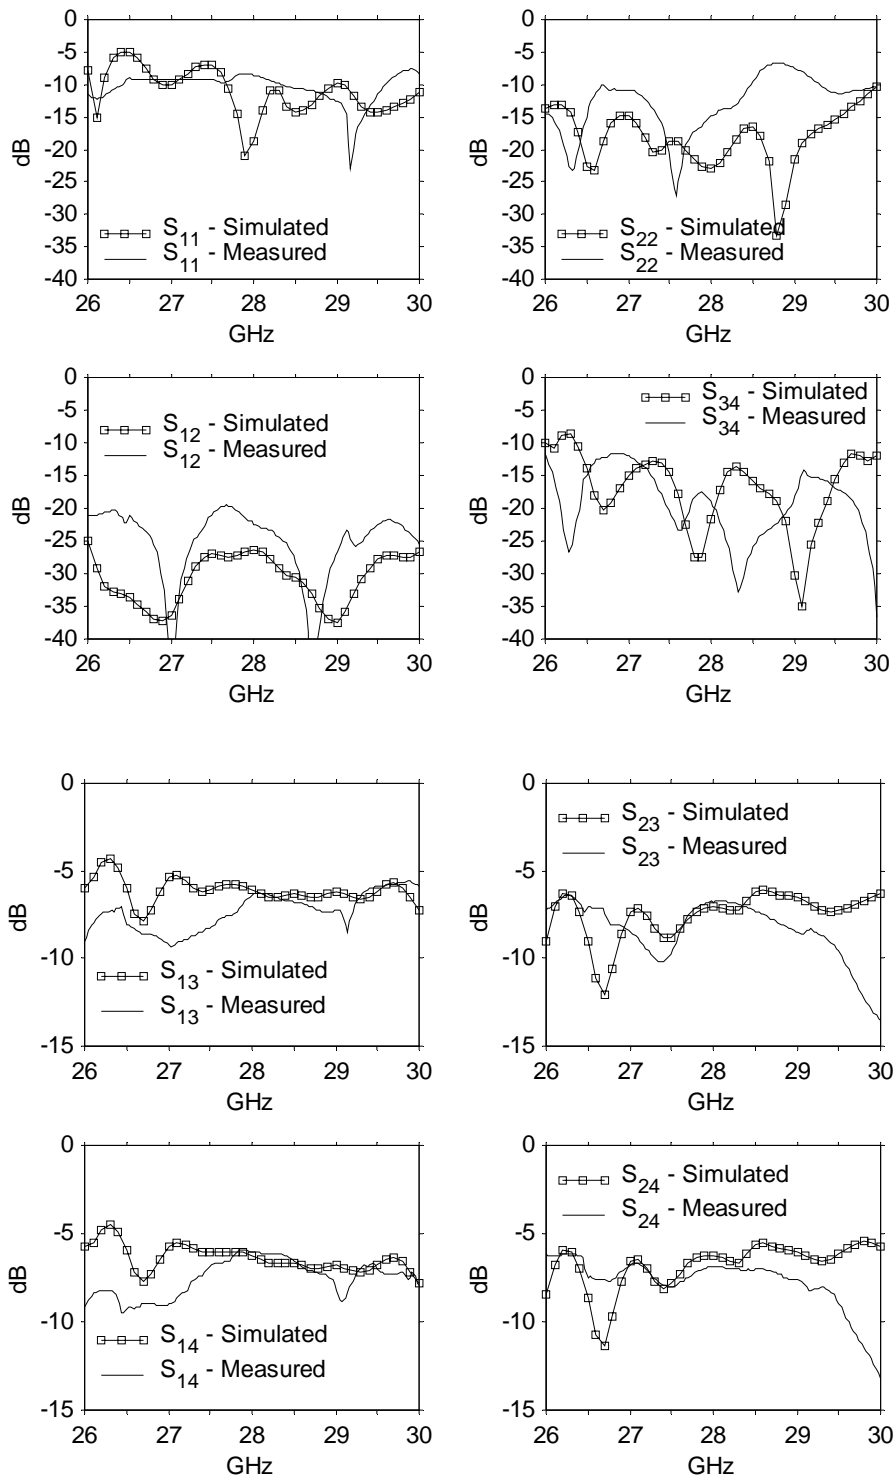 0
-5
-10
-15
-20
-25
-30
-35
-40
dB
S11 - Simulated
S11 - Measured
26 27 28 29 30
GHz
0
-5
-10
-15
-20
-25
-30
-35
-40
dB
S22 - Simulated
S22 - Measured
26 27 28 29 30
GHz
0
-5
-10
-15
-20
-25
-30
-35
-40
dB
S12 - Simulated
S12 - Measured
26 27 28 29 30
GHz
0
-5
-10
-15
-20
-25
-30
-35
-40
dB
S34 - Simulated
S34 - Measured
26 27 28 29 30
GHz
0
-5
-10
-15
dB
S13 - Simulated
S13 - Measured
26 27 28 29 30
GHz
0
-5
-10
-15
dB
S23 - Simulated
S23 - Measured
26 27 28 29 30
GHz
0
-5
-10
-15
dB
S14 - Simulated
S14 - Measured
26 27 28 29 30
GHz
0
-5
-10
-15
dB
S24 - Simulated
S24 - Measured
26 27 28 29 30
GHz